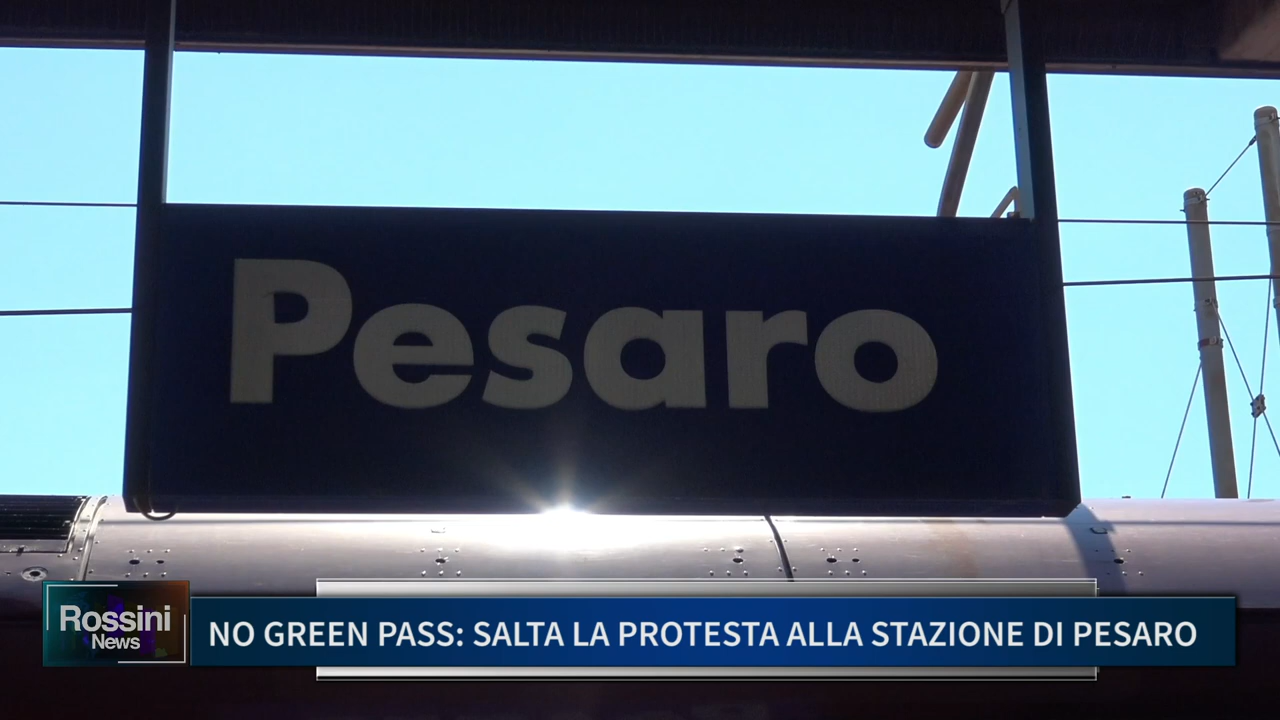 Pesaro
Rossini
News
NO GREEN PASS: SALTA LA PROTESTA ALLA STAZIONE DI PESARO